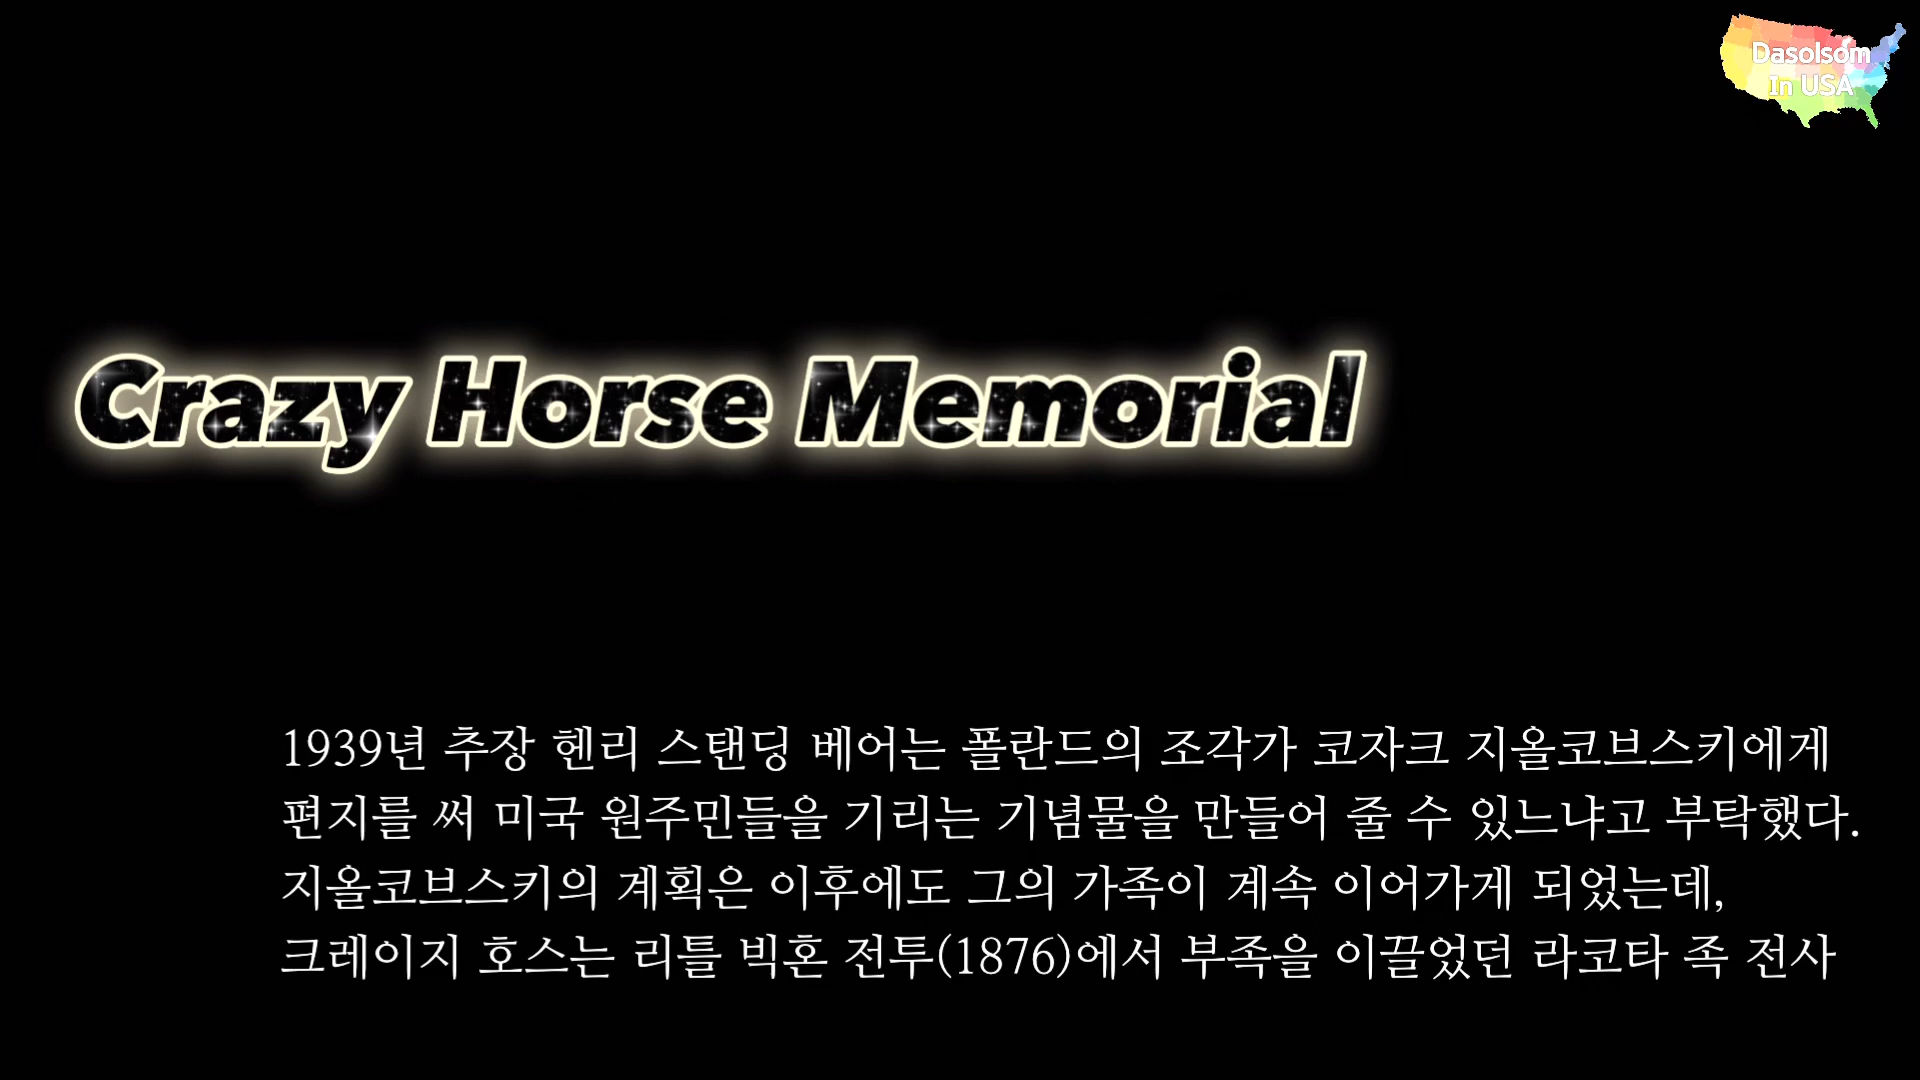 Dasolsom
In USA
Crazy Horse Memorial
1939년 추장 헨리 스탠딩 베어는 폴란드의 조각가 코자크 지올코브스키에게
편지를 써 미국 원주민들을 기리는 기념물을 만들어 줄 수 있느냐고 부탁했다.
지올코브스키의 계획은 이후에도 그의 가족이 계속 이어가게 되었는데,
크레이지 호스는 리틀 빅혼 전투(1876)에서 부족을 이끌었던 라코타 족 전사